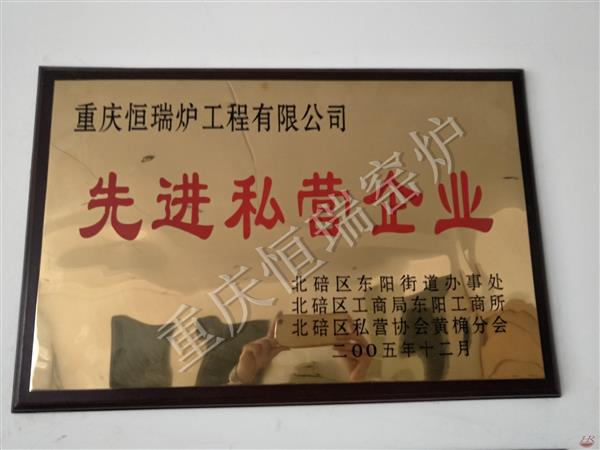 重庆恒瑞炉工程有限公司
先进私营企业
北碚区东阳街道办事处
北碚区工商局东阳工商所
北碚区私营协会黄桷分会
二00五年十二月
重庆恒瑞窑炉